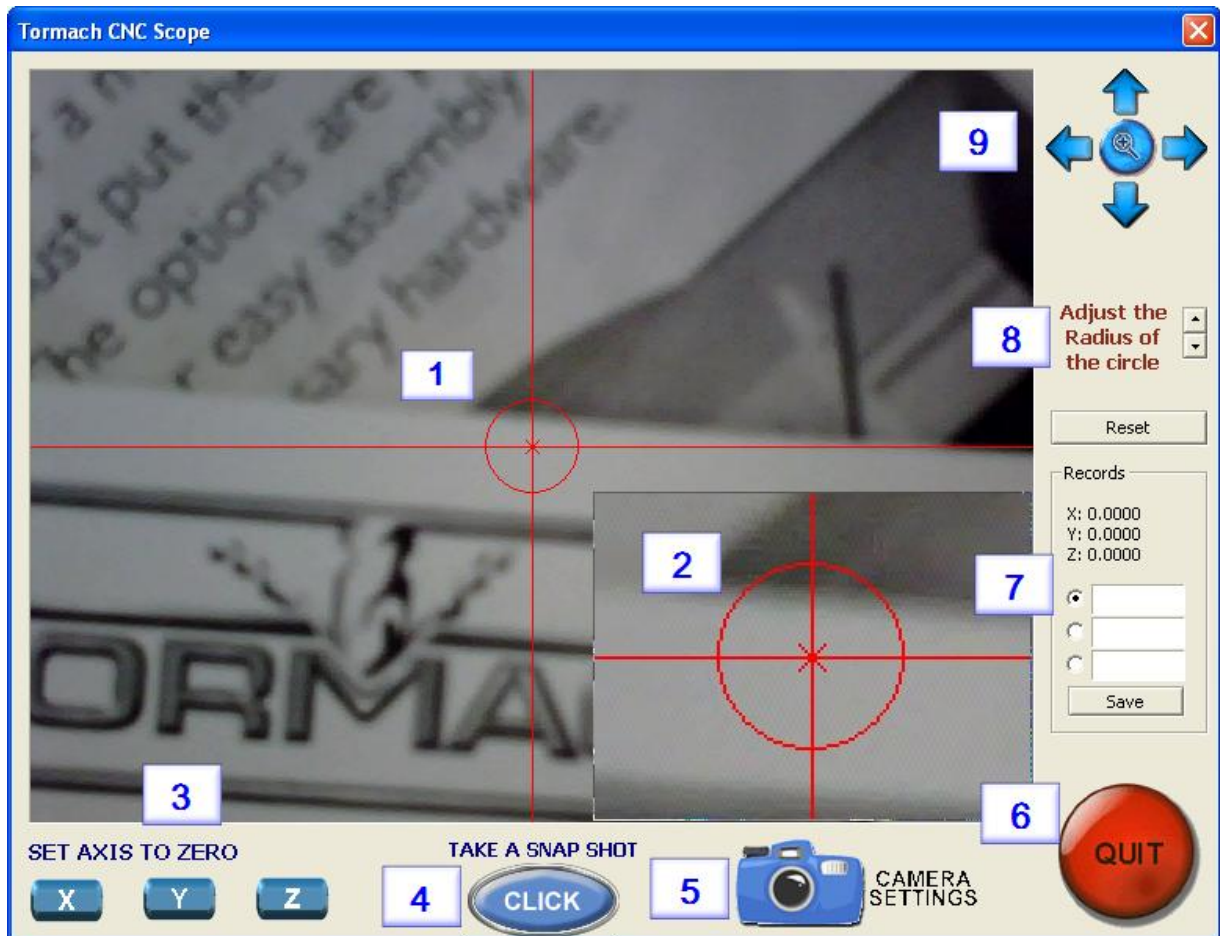 Tormach CNC Scope
r a
ust put the
he options are
r easy assembly
sary hardware.
ORMA
1
2
3
4
5
6
7
8
9
Adjust the
Radius of
the circle
Reset
Records
X: 0.0000
Y: 0.0000
Z: 0.0000
Save
SET AXIS TO ZERO
X Y Z
TAKE A SNAP SHOT
CLICK
CAMERA
SETTINGS
QUIT